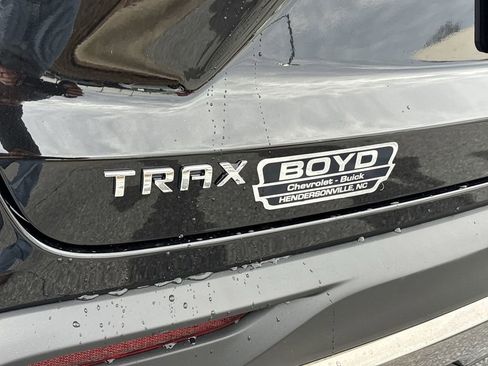 TRAX
BOYD
Chevrolet - Buick
HENDERSONVILLE, NC